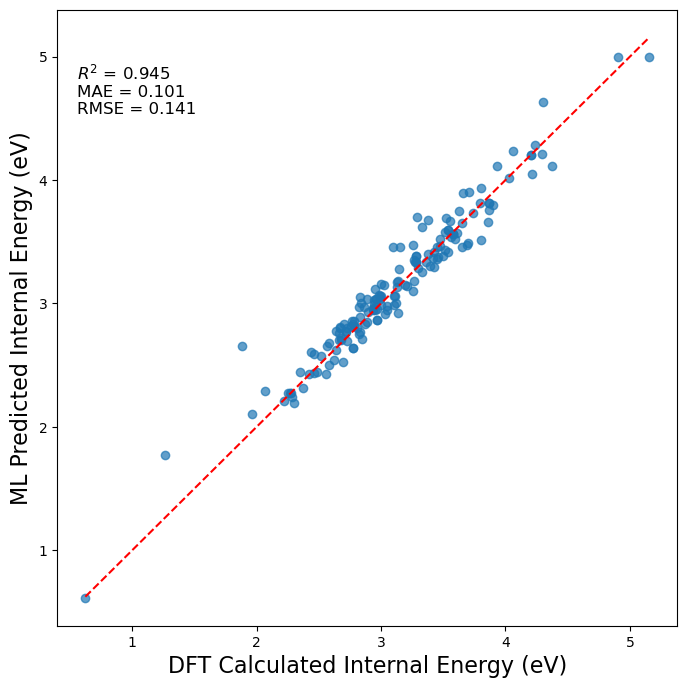 R² = 0.945
MAE = 0.101
RMSE = 0.141
ML Predicted Internal Energy (eV)
5
4
3
2
1
1 2 3 4 5
DFT Calculated Internal Energy (eV)